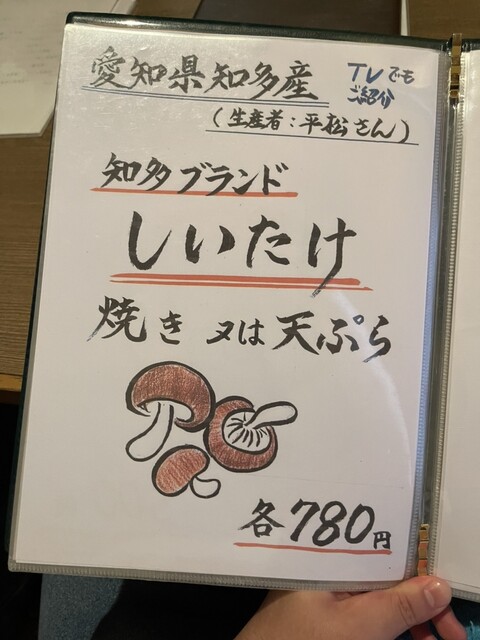 愛知県知多産
TVでも
ご紹介
(生産者:平松さん)
知多ブランド
しいたけ
焼き又は天ぷら
各780円